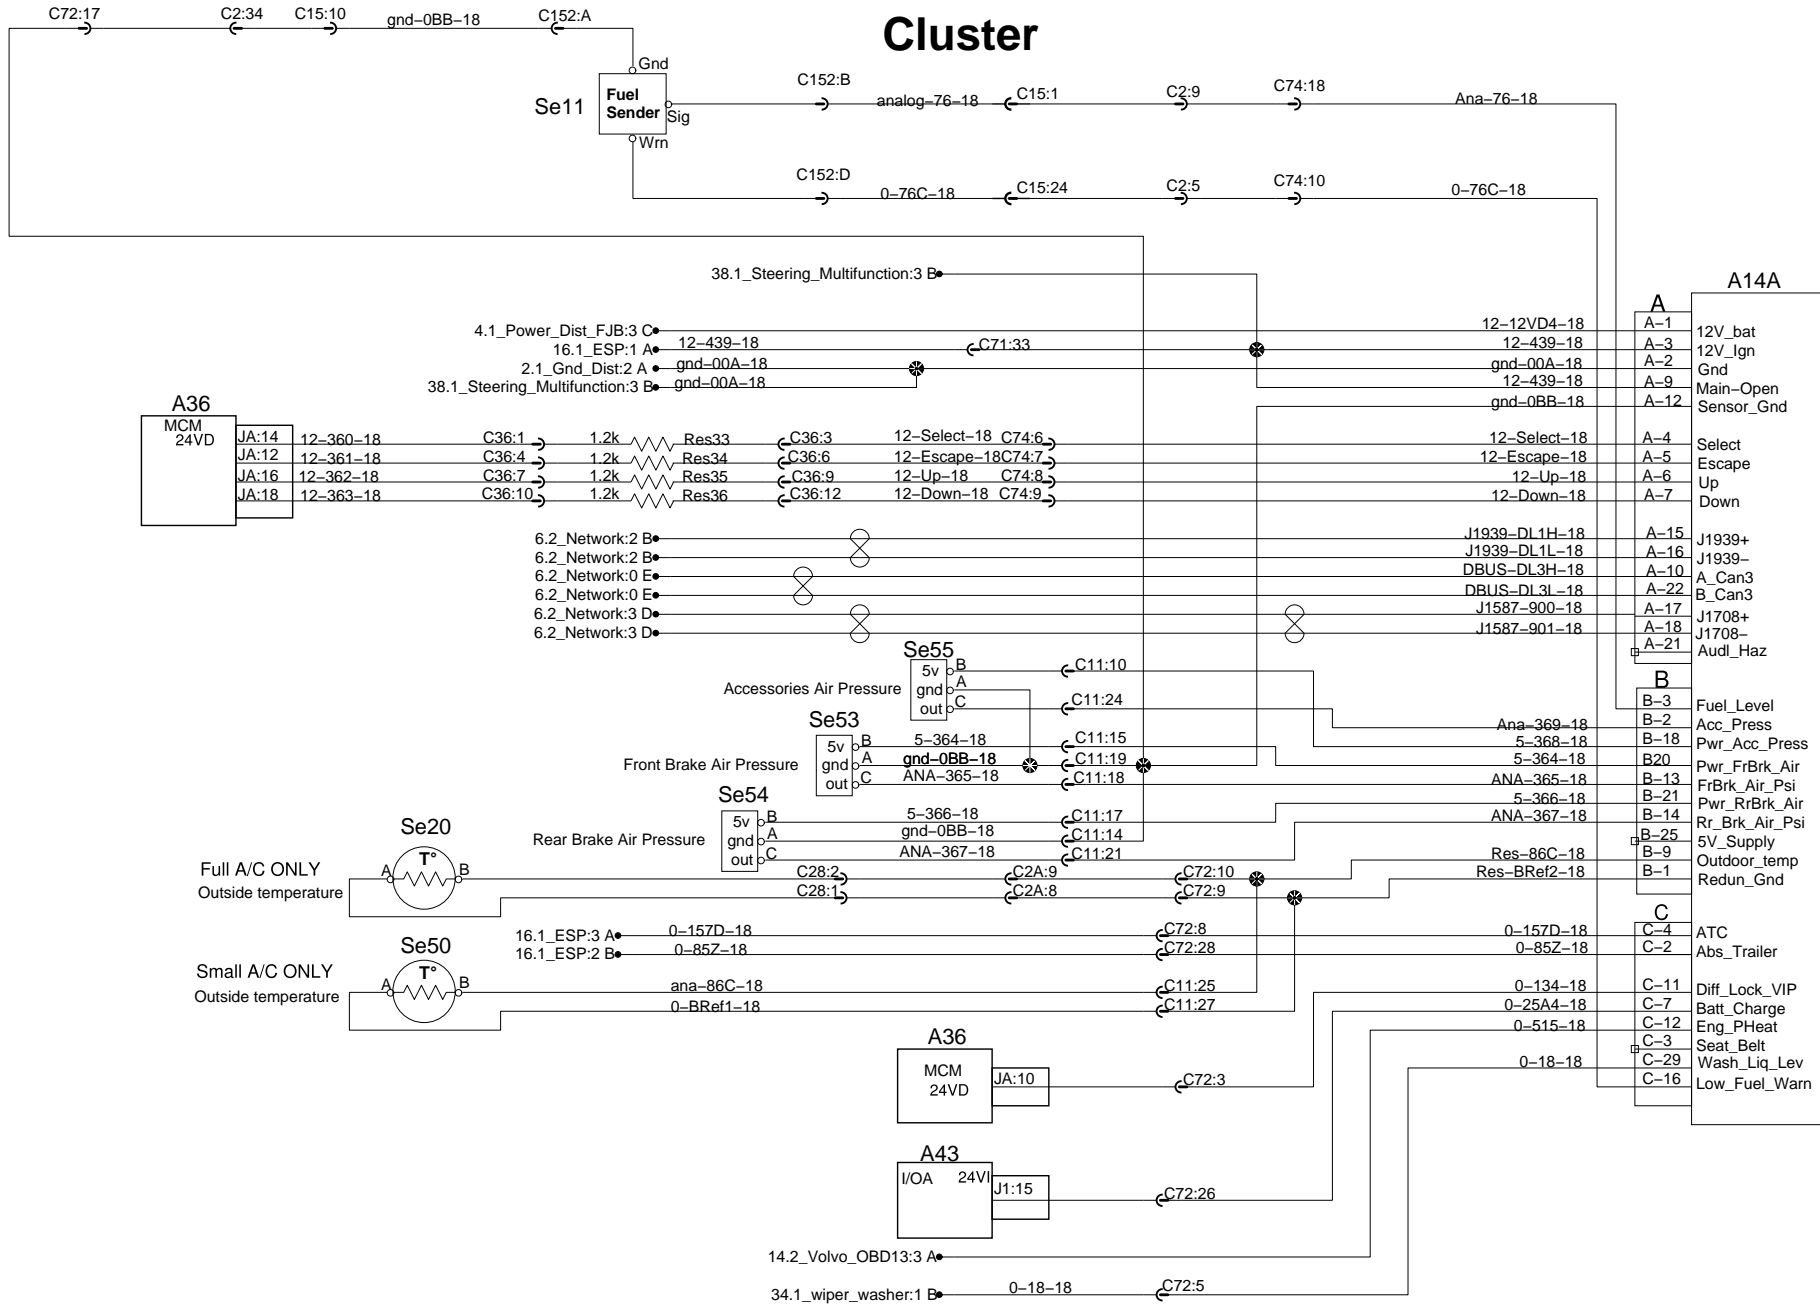 Cluster
C72:17 C2:34 C15:10 gnd−0BB−18 C152:A
Gnd
Se11
Fuel
Sender
Sig
Wrn
C152:B analog−76−18 C15:1 C2:9 C74:18 Ana−76−18
C152:D 0−76C−18 C15:24 C2:5 C74:10 0−76C−18
38.1_Steering_Multifunction:3 B
A14A
A
4.1_Power_Dist_FJB:3 C 12−12VD4−18 A−1 12V_bat
16.1_ESP:1 A 12−439−18 C71:33 12−439−18 A−3 12V_Ign
2.1_Gnd_Dist:2 A gnd−00A−18 gnd−00A−18 A−2 Gnd
38.1_Steering_Multifunction:3 B gnd−00A−18 12−439−18 A−9 Main−Open
gnd−0BB−18 A−12 Sensor_Gnd
A36
MCM
24VD
JA:14 12−360−18 C36:1 1.2k Res33 C36:3 12−Select−18 C74:6 12−Select−18 A−4 Select
JA:12 12−361−18 C36:4 1.2k Res34 C36:6 12−Escape−18 C74:7 12−Escape−18 A−5 Escape
JA:16 12−362−18 C36:7 1.2k Res35 C36:9 12−Up−18 C74:8 12−Up−18 A−6 Up
JA:18 12−363−18 C36:10 1.2k Res36 C36:12 12−Down−18 C74:9 12−Down−18 A−7 Down
6.2_Network:2 B J1939−DL1H−18 A−15 J1939+
6.2_Network:2 B J1939−DL1L−18 A−16 J1939−
6.2_Network:0 E DBUS−DL3H−18 A−10 A_Can3
6.2_Network:0 E DBUS−DL3L−18 A−22 B_Can3
6.2_Network:3 D J1587−900−18 A−17 J1708+
6.2_Network:3 D J1587−901−18 A−18 J1708−
A−21 Audl_Haz
Se55
Accessories Air Pressure
5v B C11:10
gnd A
out C C11:24
B
B−3 Fuel_Level
Ana−369−18 B−2 Acc_Press
5−368−18 B−18 Pwr_Acc_Press
Se53
Front Brake Air Pressure
5v B 5−364−18 C11:15 5−364−18 B20 Pwr_FrBrk_Air
gnd A gnd−0BB−18 C11:19
out C ANA−365−18 C11:18 ANA−365−18 B−13 FrBrk_Air_Psi
Se54
Rear Brake Air Pressure
5v B 5−366−18 C11:17 5−366−18 B−21 Pwr_RrBrk_Air
gnd A gnd−0BB−18 C11:14
out C ANA−367−18 C11:21 ANA−367−18 B−14 Rr_Brk_Air_Psi
B−25 5V_Supply
Se20
Full A/C ONLY
Outside temperature
A T° B
C28:2 C2A:9 C72:10 Res−86C−18 B−9 Outdoor_temp
C28:1 C2A:8 C72:9 Res−BRef2−18 B−1 Redun_Gnd
C
16.1_ESP:3 A 0−157D−18 C72:8 0−157D−18 C−4 ATC
16.1_ESP:2 B 0−85Z−18 C72:28 0−85Z−18 C−2 Abs_Trailer
Se50
Small A/C ONLY
Outside temperature
A T° B
ana−86C−18 C11:25
0−BRef1−18 C11:27
0−134−18 C−11 Diff_Lock_VIP
0−25A4−18 C−7 Batt_Charge
0−515−18 C−12 Eng_PHeat
C−3 Seat_Belt
0−18−18 C−29 Wash_Liq_Lev
C−16 Low_Fuel_Warn
A36
MCM
24VD
JA:10 C72:3
A43
I/OA 24VI
J1:15 C72:26
14.2_Volvo_OBD13:3 A
34.1_wiper_washer:1 B 0−18−18 C72:5